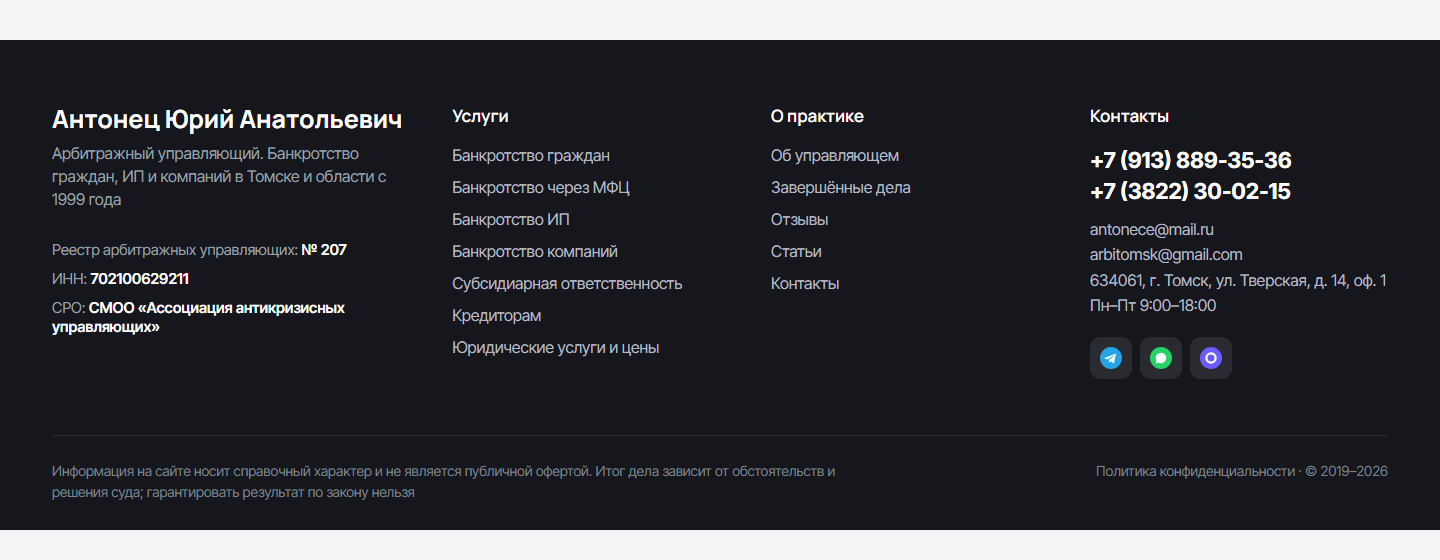 Антонец Юрий Анатольевич
Арбитражный управляющий. Банкротство
граждан, ИП и компаний в Томске и области с
1999 года
Реестр арбитражных управляющих: № 207
ИНН: 702100629211
СРО: СМОО «Ассоциация антикризисных
управляющих»
Услуги
Банкротство граждан
Банкротство через МФЦ
Банкротство ИП
Банкротство компаний
Субсидиарная ответственность
Кредиторам
Юридические услуги и цены
О практике
Об управляющем
Завершённые дела
Отзывы
Статьи
Контакты
Контакты
+7 (913) 889-35-36
+7 (3822) 30-02-15
antonece@mail.ru
arbitomsk@gmail.com
634061, г. Томск, ул. Тверская, д. 14, оф. 1
Пн–Пт 9:00–18:00
Информация на сайте носит справочный характер и не является публичной офертой. Итог дела зависит от обстоятельств и
решения суда; гарантировать результат по закону нельзя
Политика конфиденциальности · © 2019–2026